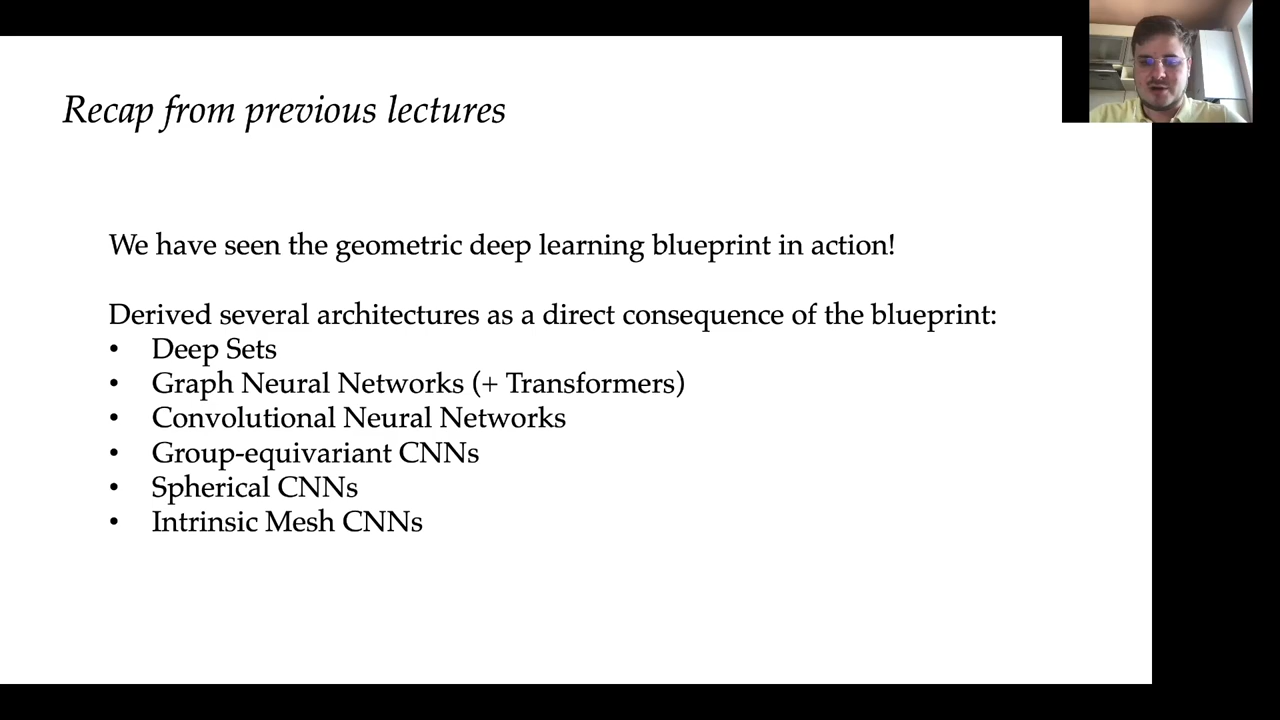 Recap from previous lectures
We have seen the geometric deep learning blueprint in action!
Derived several architectures as a direct consequence of the blueprint:
• Deep Sets
• Graph Neural Networks (+ Transformers)
• Convolutional Neural Networks
• Group-equivariant CNNs
• Spherical CNNs
• Intrinsic Mesh CNNs